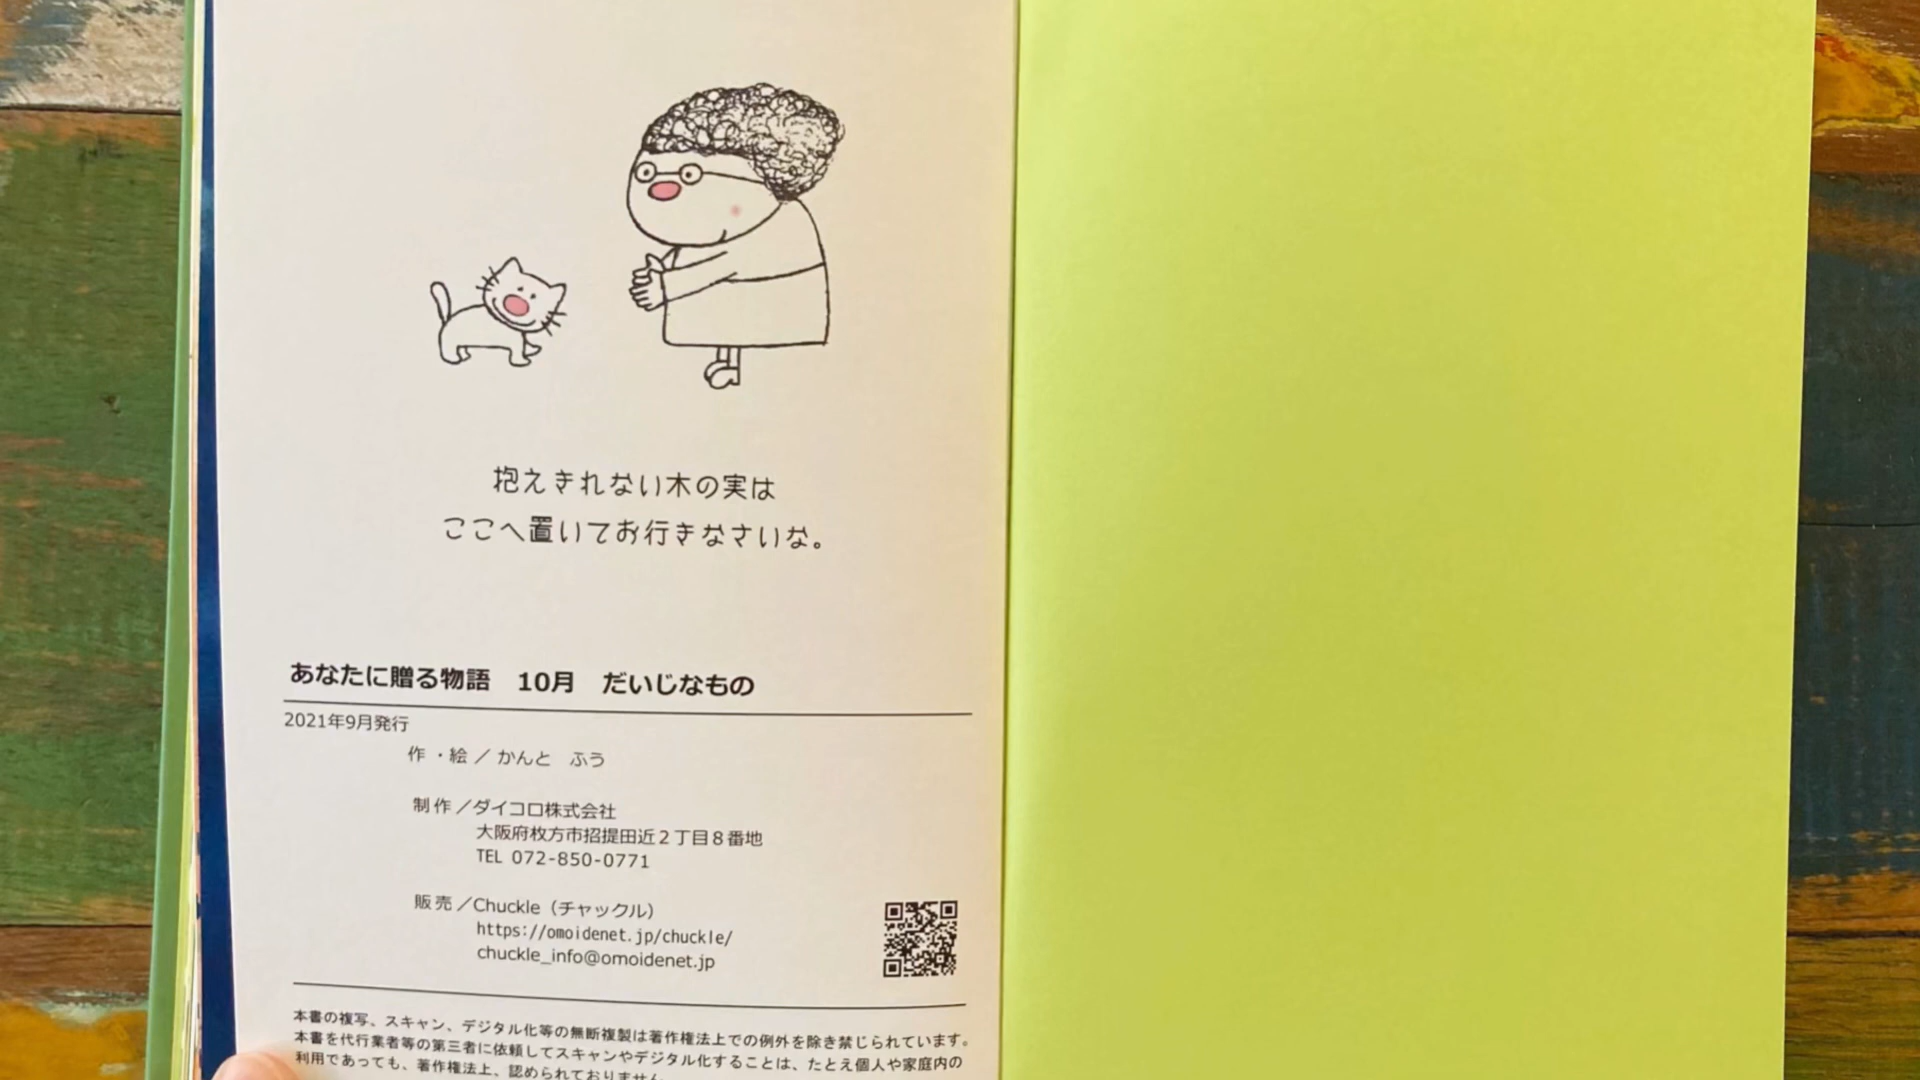 抱えきれない木の実は
ここへ置いてお行きなさいな。
あなたに贈る物語　10月　だいじなもの
2021年9月発行
作・絵／かんと　ふう
制作／ダイコロ株式会社
大阪府枚方市招提田近２丁目８番地
TEL 072-850-0771
販売／Chuckle（チャックル）
https://omoidenet.jp/chuckle/
chuckle_info@omoidenet.jp
本書の複写、スキャン、デジタル化等の無断複製は著作権法上での例外を除き禁じられています。
本書を代行業者等の第三者に依頼してスキャンやデジタル化することは、たとえ個人や家庭内の
利用であっても、著作権法上、認められておりません